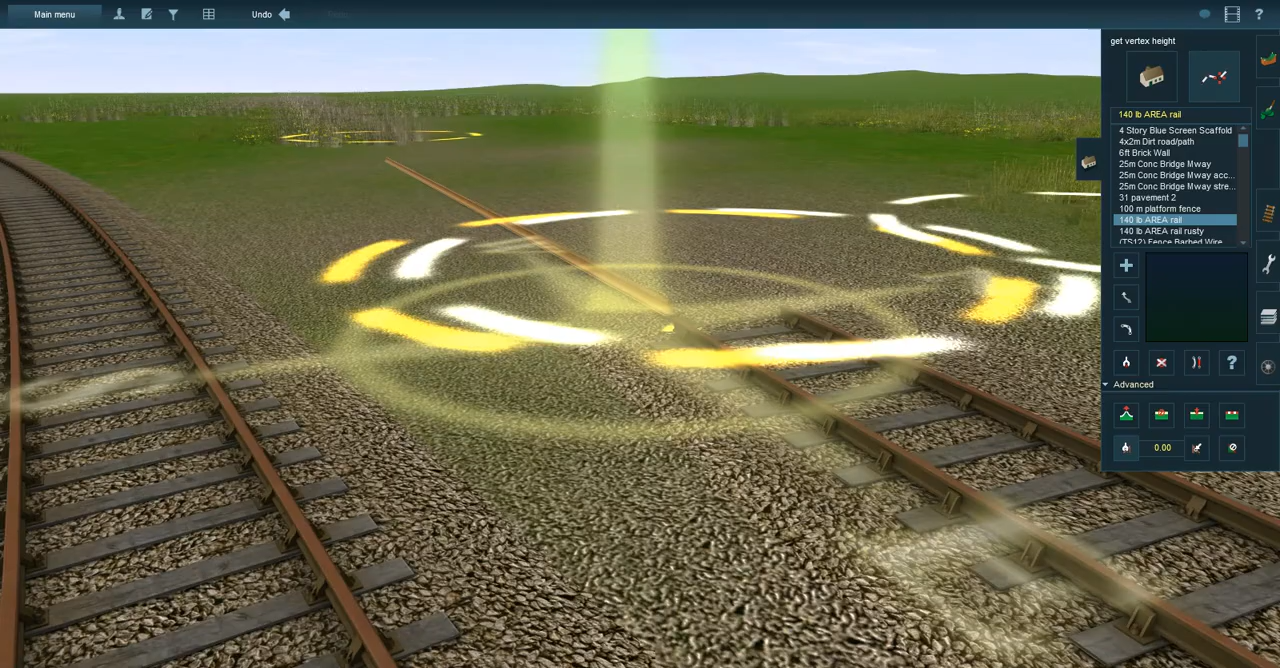 Main menu
Undo
?
get vertex height
140 lb AREA rail
4 Story Blue Screen Scaffold
4x2m Dirt road/path
6ft Brick Wall
25m Conc Bridge Mway
25m Conc Bridge Mway acc...
25m Conc Bridge Mway stre...
31 pavement 2
100 m platform fence
140 lb AREA rail
140 lb AREA rail rusty
(TS12) Fence Barbed Wire
?
Advanced
0.00